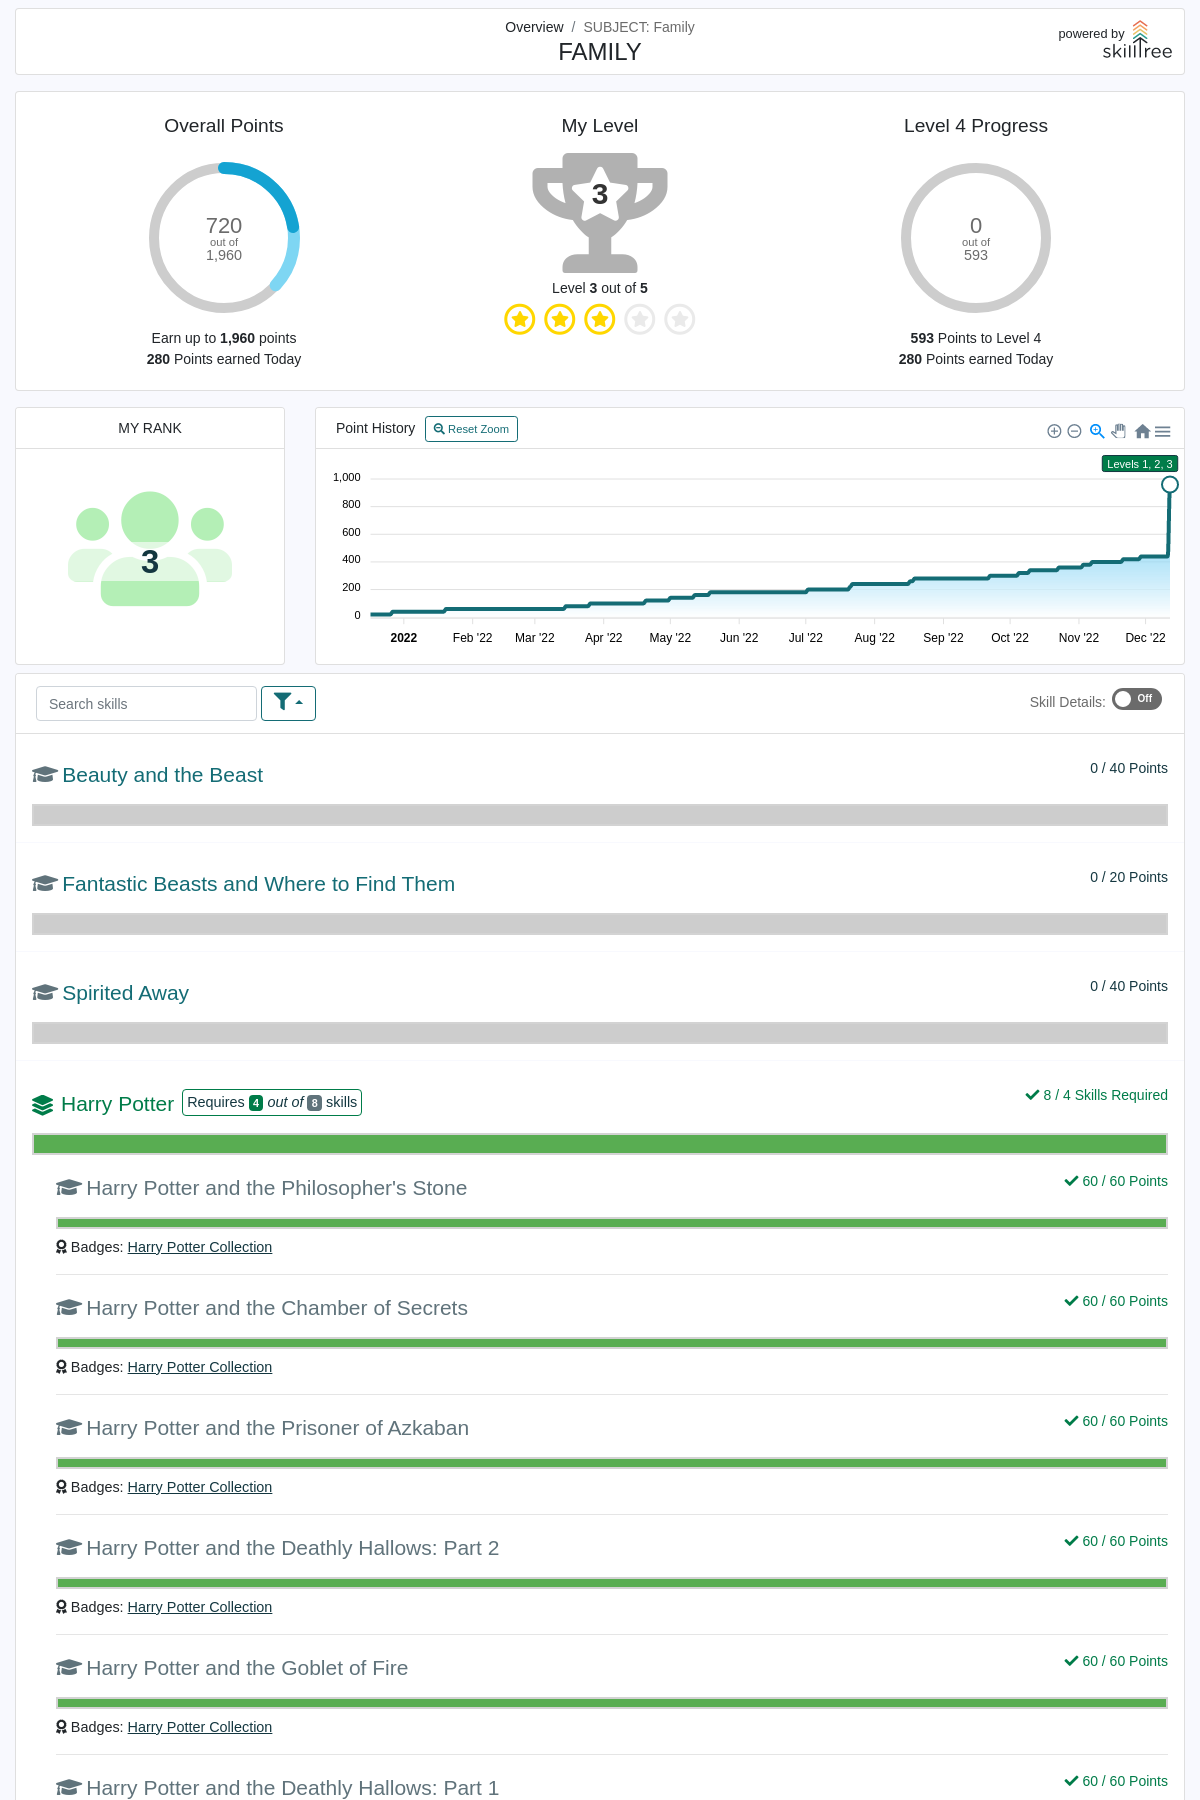 Overview / SUBJECT: Family
FAMILY
powered by
skilltree
Overall Points
720
out of
1,960
Earn up to 1,960 points
280 Points earned Today
My Level
3
Level 3 out of 5
Level 4 Progress
0
out of
593
593 Points to Level 4
280 Points earned Today
MY RANK
3
Point History
Reset Zoom
Levels 1, 2, 3
1,000
800
600
400
200
0
2022 Feb '22 Mar '22 Apr '22 May '22 Jun '22 Jul '22 Aug '22 Sep '22 Oct '22 Nov '22 Dec '22
Search skills
Skill Details: Off
Beauty and the Beast 0 / 40 Points
Fantastic Beasts and Where to Find Them 0 / 20 Points
Spirited Away 0 / 40 Points
Harry Potter Requires 4 out of 8 skills 8 / 4 Skills Required
Harry Potter and the Philosopher's Stone 60 / 60 Points
Badges: Harry Potter Collection
Harry Potter and the Chamber of Secrets 60 / 60 Points
Badges: Harry Potter Collection
Harry Potter and the Prisoner of Azkaban 60 / 60 Points
Badges: Harry Potter Collection
Harry Potter and the Deathly Hallows: Part 2 60 / 60 Points
Badges: Harry Potter Collection
Harry Potter and the Goblet of Fire 60 / 60 Points
Badges: Harry Potter Collection
Harry Potter and the Deathly Hallows: Part 1 60 / 60 Points